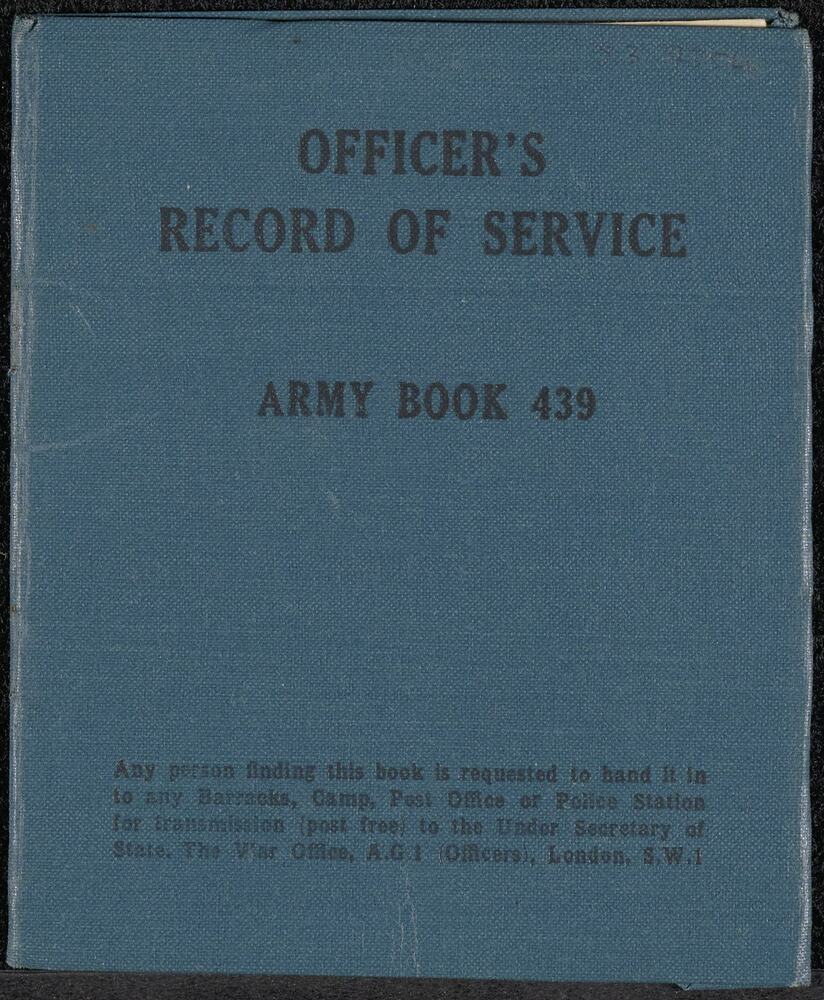 OFFICER'S
RECORD OF SERVICE
ARMY BOOK 439
Any person finding this book is requested to hand it in
to any Barracks, Camp, Post Office or Police Station
for transmission (post free) to the Under Secretary of
State, The War Office, A.G.1 (Officers), London, S.W.1